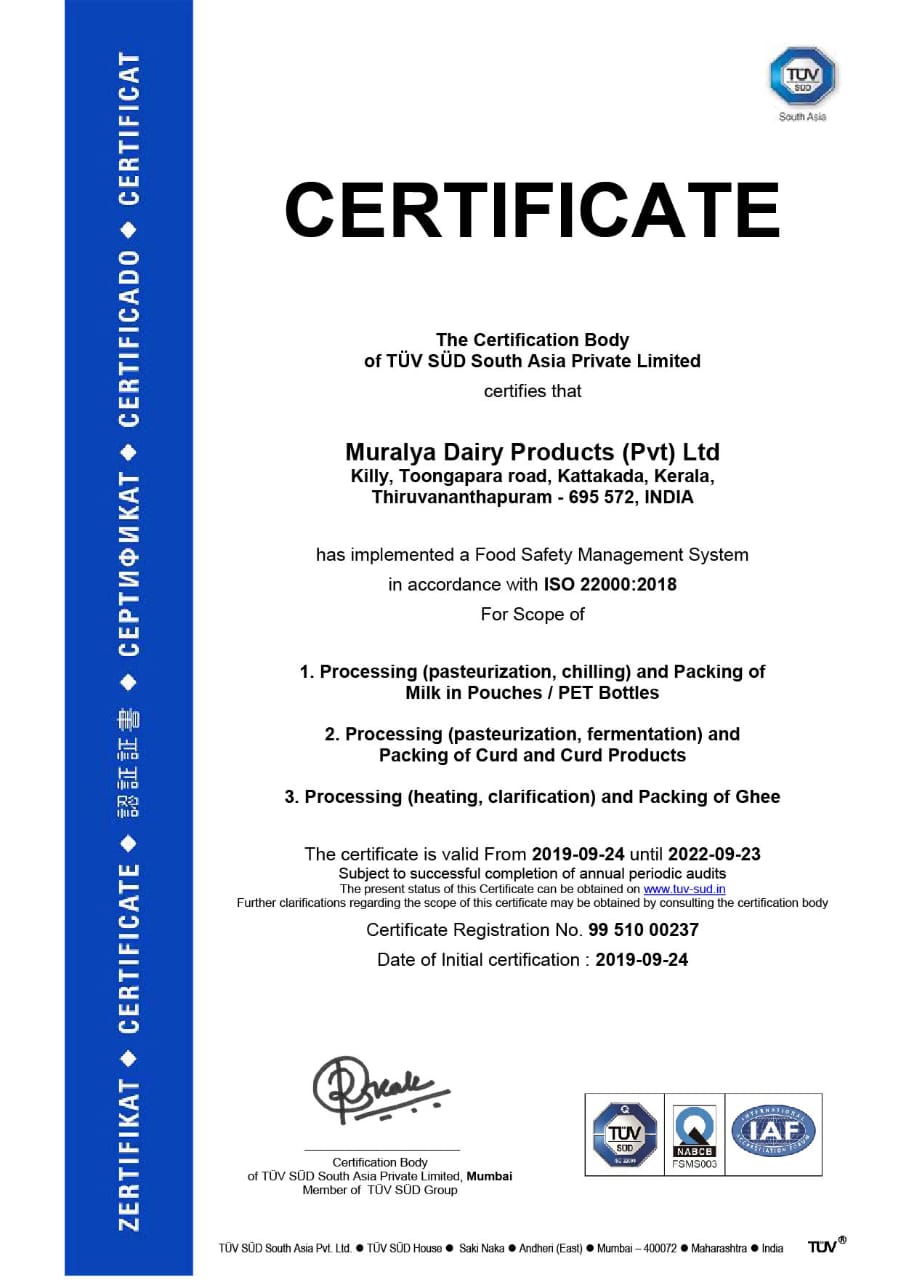 TÜV
SÜD
South Asia
CERTIFICATE
The Certification Body
of TÜV SÜD South Asia Private Limited
certifies that
Muralya Dairy Products (Pvt) Ltd
Killy, Toongapara road, Kattakada, Kerala,
Thiruvananthapuram - 695 572, INDIA
has implemented a Food Safety Management System
in accordance with ISO 22000:2018
For Scope of
1. Processing (pasteurization, chilling) and Packing of
Milk in Pouches / PET Bottles
2. Processing (pasteurization, fermentation) and
Packing of Curd and Curd Products
3. Processing (heating, clarification) and Packing of Ghee
The certificate is valid From 2019-09-24 until 2022-09-23
Subject to successful completion of annual periodic audits
The present status of this Certificate can be obtained on www.tuv-sud.in
Further clarifications regarding the scope of this certificate may be obtained by consulting the certification body
Certificate Registration No. 99 510 00237
Date of Initial certification : 2019-09-24
Certification Body
of TÜV SÜD South Asia Private Limited, Mumbai
Member of TÜV SÜD Group
TÜV
SÜD
ISO 22000
NABCB
FSMS003
INTERNATIONAL
IAF
ACCREDITATION FORUM
TÜV SÜD South Asia Pvt. Ltd. ● TÜV SÜD House ● Saki Naka ● Andheri (East) ● Mumbai – 400072 ● Maharashtra ● India TÜV ®
ZERTIFIKAT ◆ CERTIFICATE ◆ 認証証書 ◆ СЕРТИФИКАТ ◆ CERTIFICADO ◆ CERTIFICAT